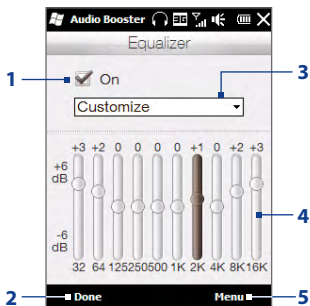 Audio Booster
Equalizer
1
On
3
Customize
+3 +2 0 0 0 0 +1 0 +2 +3
+6
dB
-6
dB
4
32 64 125 250 500 1K 2K 4K 8K 16K
2
Done
Menu
5